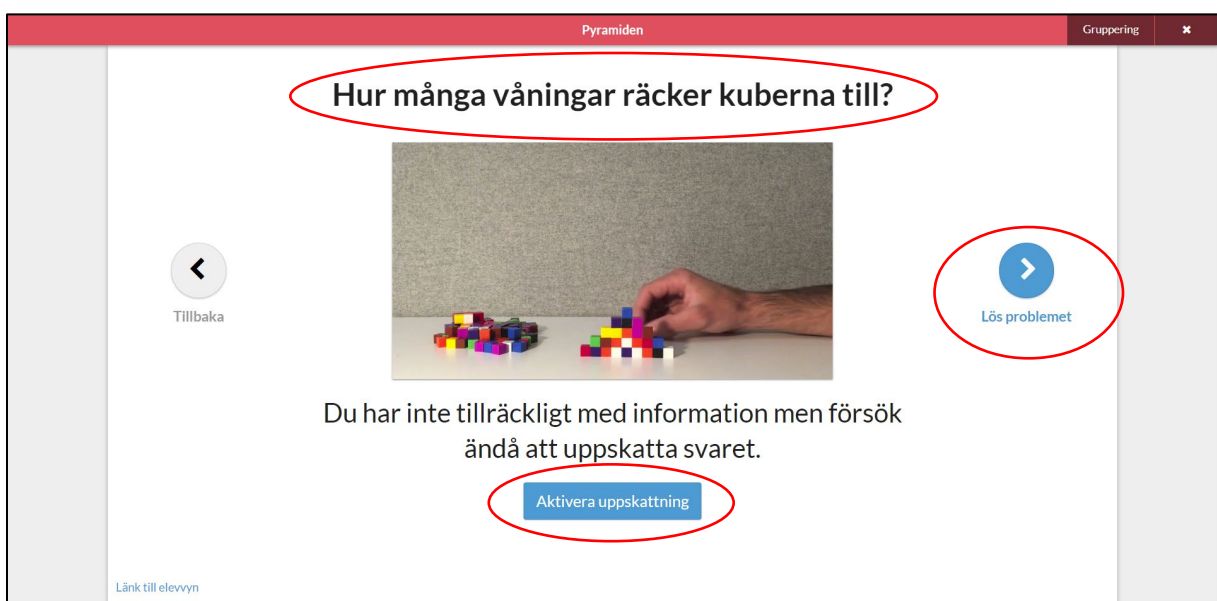 Pyramiden
Gruppering
Hur många våningar räcker kuberna till?
Tillbaka
Lös problemet
Du har inte tillräckligt med information men försök
ändå att uppskatta svaret.
Aktivera uppskattning
Länk till elevvyn